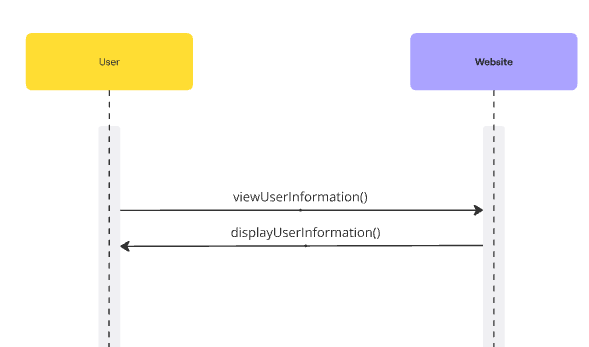 User
Website
viewUserInformation()
displayUserInformation()